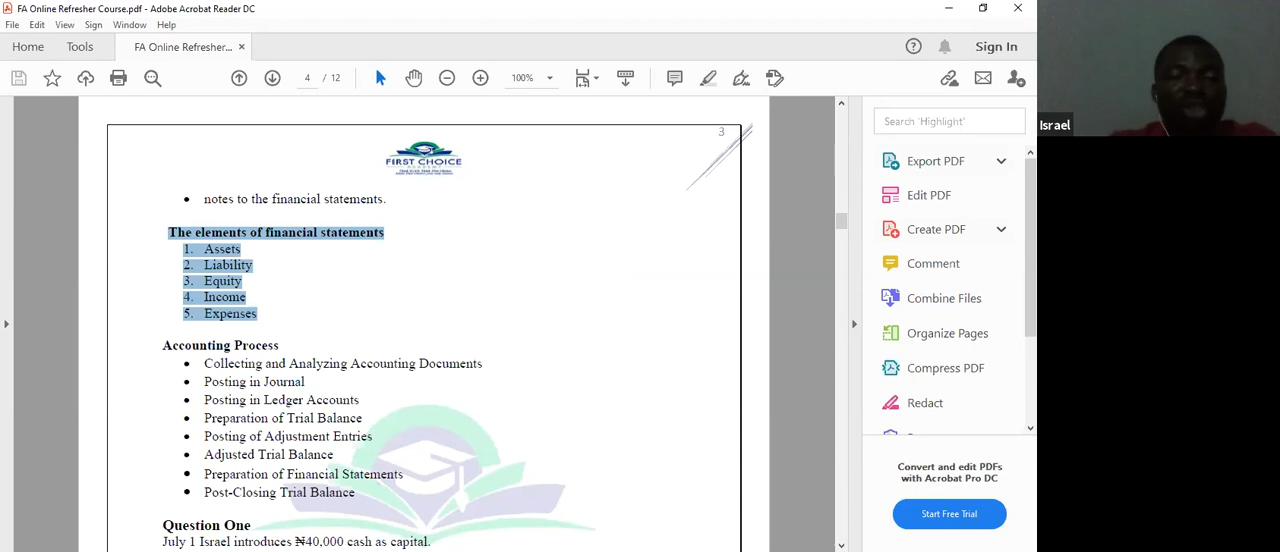 FA Online Refresher Course.pdf - Adobe Acrobat Reader DC
File Edit View Sign Window Help
Home Tools FA Online Refresher... × Sign In
4 / 12 100%
3
FIRST CHOICE
• notes to the financial statements.
The elements of financial statements
1. Assets
2. Liability
3. Equity
4. Income
5. Expenses
Accounting Process
• Collecting and Analyzing Accounting Documents
• Posting in Journal
• Posting in Ledger Accounts
• Preparation of Trial Balance
• Posting of Adjustment Entries
• Adjusted Trial Balance
• Preparation of Financial Statements
• Post-Closing Trial Balance
Question One
July 1 Israel introduces ₦40,000 cash as capital.
Search 'Highlight'
Export PDF
Edit PDF
Create PDF
Comment
Combine Files
Organize Pages
Compress PDF
Redact
Convert and edit PDFs
with Acrobat Pro DC
Start Free Trial
Israel